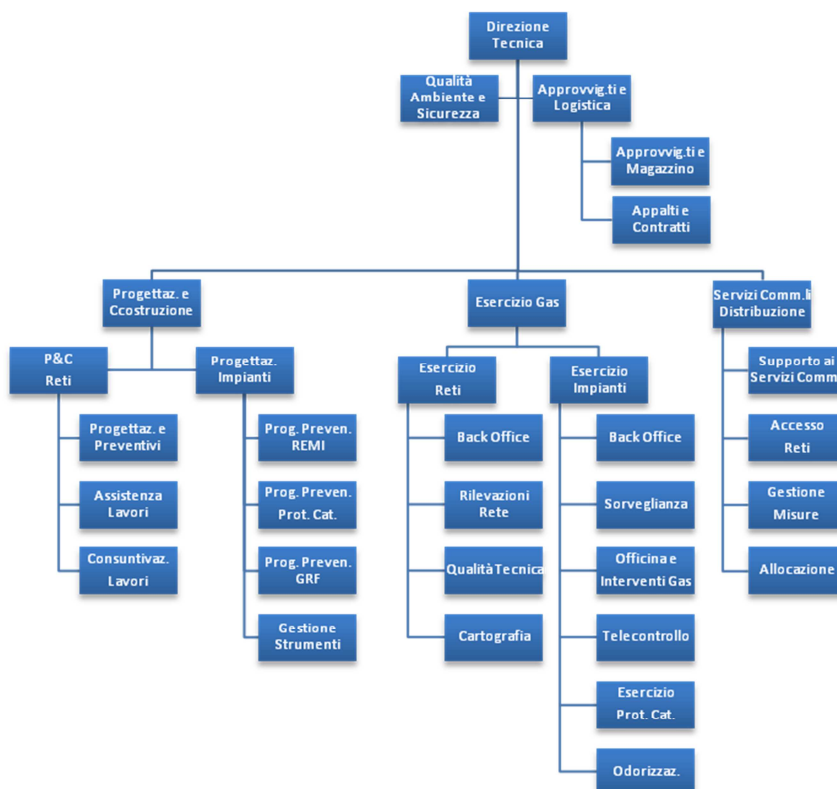 Direzione
Tecnica
Qualità
Ambiente e
Sicurezza
Approvvig.ti e
Logistica
Approvvig.ti e
Magazzino
Appalti e
Contratti
Progettaz. e
Ccostruzione
Esercizio Gas
Servizi Comm.li
Distribuzione
P&C
Reti
Progettaz.
Impianti
Esercizio
Reti
Esercizio
Impianti
Supporto ai
Servizi Comm.
Progettaz. e
Preventivi
Prog. Preven.
REMI
Back Office
Back Office
Accesso
Reti
Assistenza
Lavori
Prog. Preven.
Prot. Cat.
Rilevazioni
Rete
Sorveglianza
Gestione
Misure
Consuntivaz.
Lavori
Prog. Preven.
GRF
Qualità Tecnica
Officina e
Interventi Gas
Allocazione
Gestione
Strumenti
Cartografia
Telecontrollo
Esercizio
Prot. Cat.
Odorizzaz.